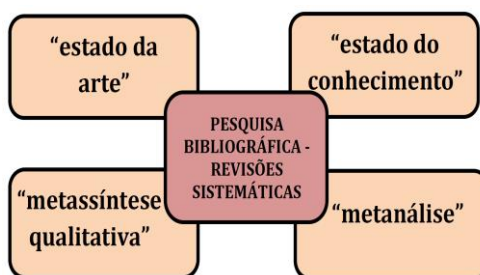 “estado da
arte”
“estado do
conhecimento”
PESQUISA
BIBLIOGRÁFICA -
REVISÕES
SISTEMÁTICAS
“metassíntese
qualitativa”
“metanálise”